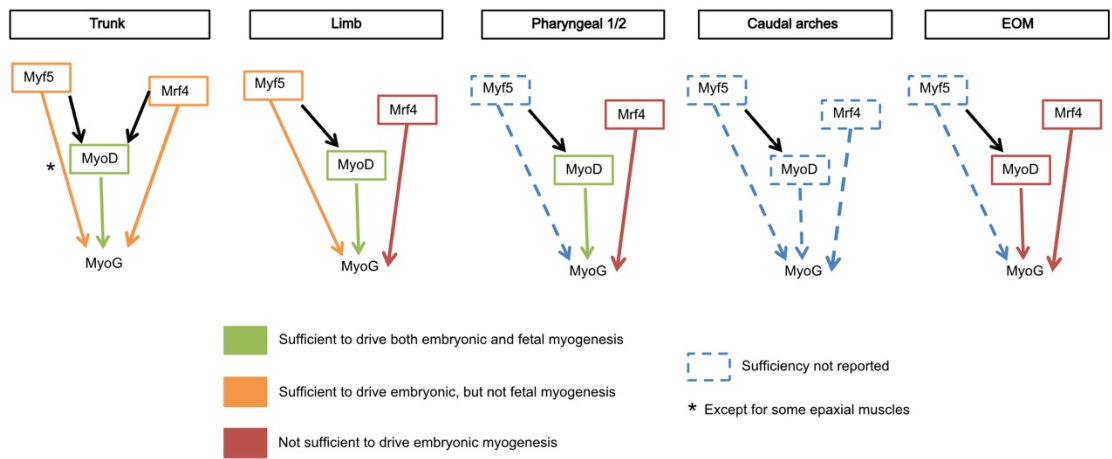 Trunk
Limb
Pharyngeal 1/2
Caudal arches
EOM
Myf5
Mrf4
MyoD
*
MyoG
Myf5
Mrf4
MyoD
MyoG
Myf5
Mrf4
MyoD
MyoG
Myf5
Mrf4
MyoD
MyoG
Myf5
Mrf4
MyoD
MyoG
Sufficient to drive both embryonic and fetal myogenesis
Sufficient to drive embryonic, but not fetal myogenesis
Not sufficient to drive embryonic myogenesis
Sufficiency not reported
* Except for some epaxial muscles